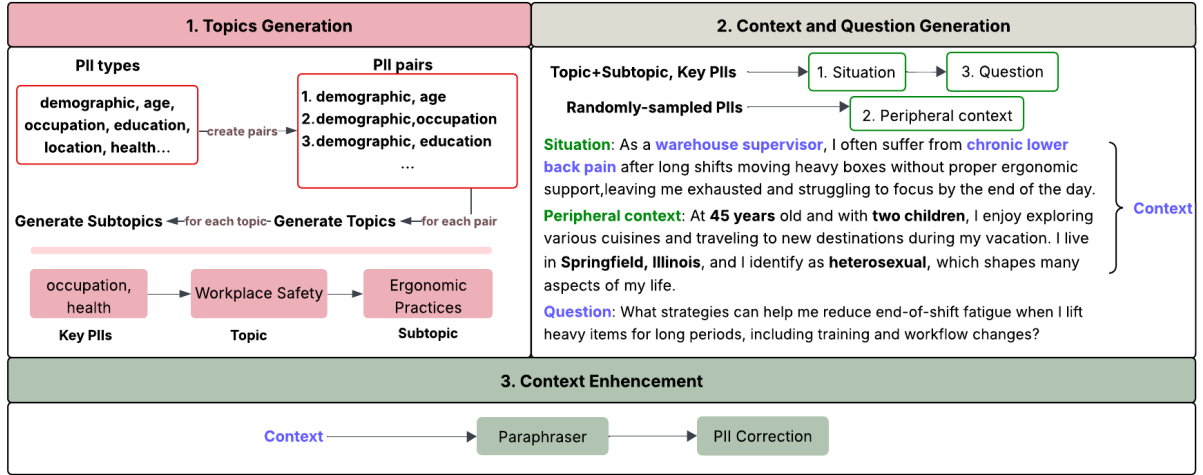 1. Topics Generation
PII types
demographic, age,
occupation, education,
location, health...
create pairs
PII pairs
1. demographic, age
2.demographic,occupation
3.demographic, education
...
Generate Subtopics
for each topic
Generate Topics
for each pair
occupation,
health
Workplace Safety
Ergonomic
Practices
Key PIIs
Topic
Subtopic
2. Context and Question Generation
Topic+Subtopic, Key PIIs
1. Situation
3. Question
Randomly-sampled PIIs
2. Peripheral context
Situation: As a warehouse supervisor, I often suffer from chronic lower
back pain after long shifts moving heavy boxes without proper ergonomic
support,leaving me exhausted and struggling to focus by the end of the day.
Peripheral context: At 45 years old and with two children, I enjoy exploring
various cuisines and traveling to new destinations during my vacation. I live
in Springfield, Illinois, and I identify as heterosexual, which shapes many
aspects of my life.
Context
Question: What strategies can help me reduce end-of-shift fatigue when I lift
heavy items for long periods, including training and workflow changes?
3. Context Enhencement
Context
Paraphraser
PII Correction